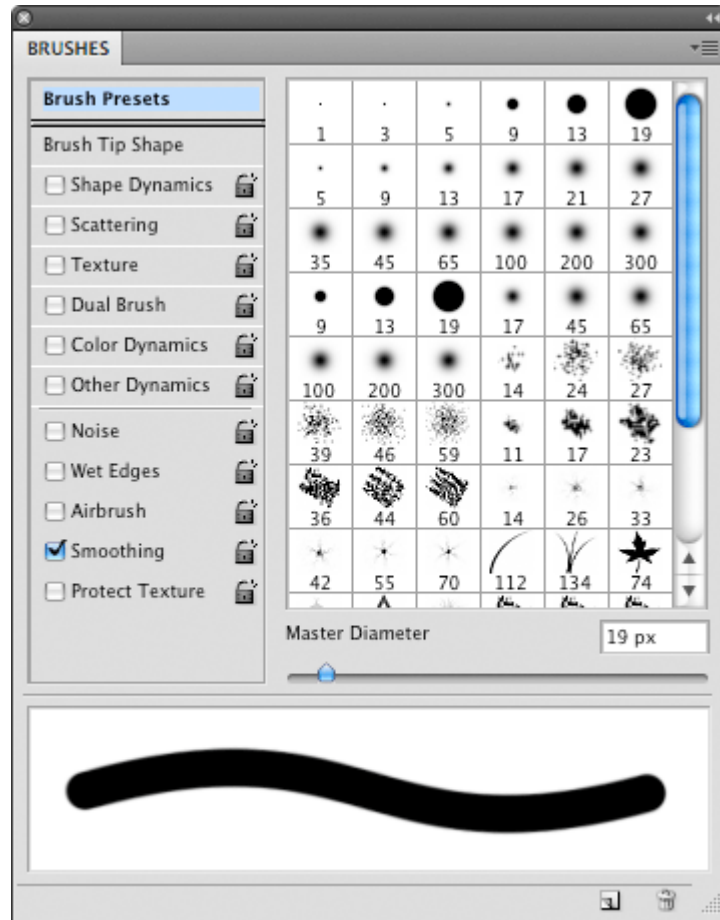 BRUSHES
Brush Presets
Brush Tip Shape
Shape Dynamics
Scattering
Texture
Dual Brush
Color Dynamics
Other Dynamics
Noise
Wet Edges
Airbrush
Smoothing
Protect Texture
1 3 5 9 13 19
5 9 13 17 21 27
35 45 65 100 200 300
9 13 19 17 45 65
100 200 300 14 24 27
39 46 59 11 17 23
36 44 60 14 26 33
42 55 70 112 134 74
Master Diameter 19 px